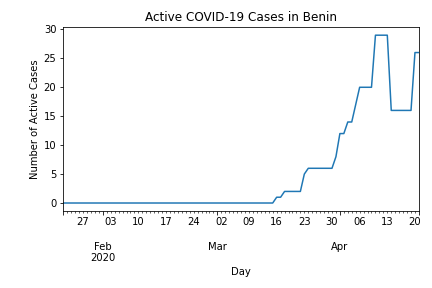 Active COVID-19 Cases in Benin
30
25
20
15
10
5
0
Number of Active Cases
27 03 10 17 24 02 09 16 23 30 06 13 20
Feb Mar Apr
2020
Day